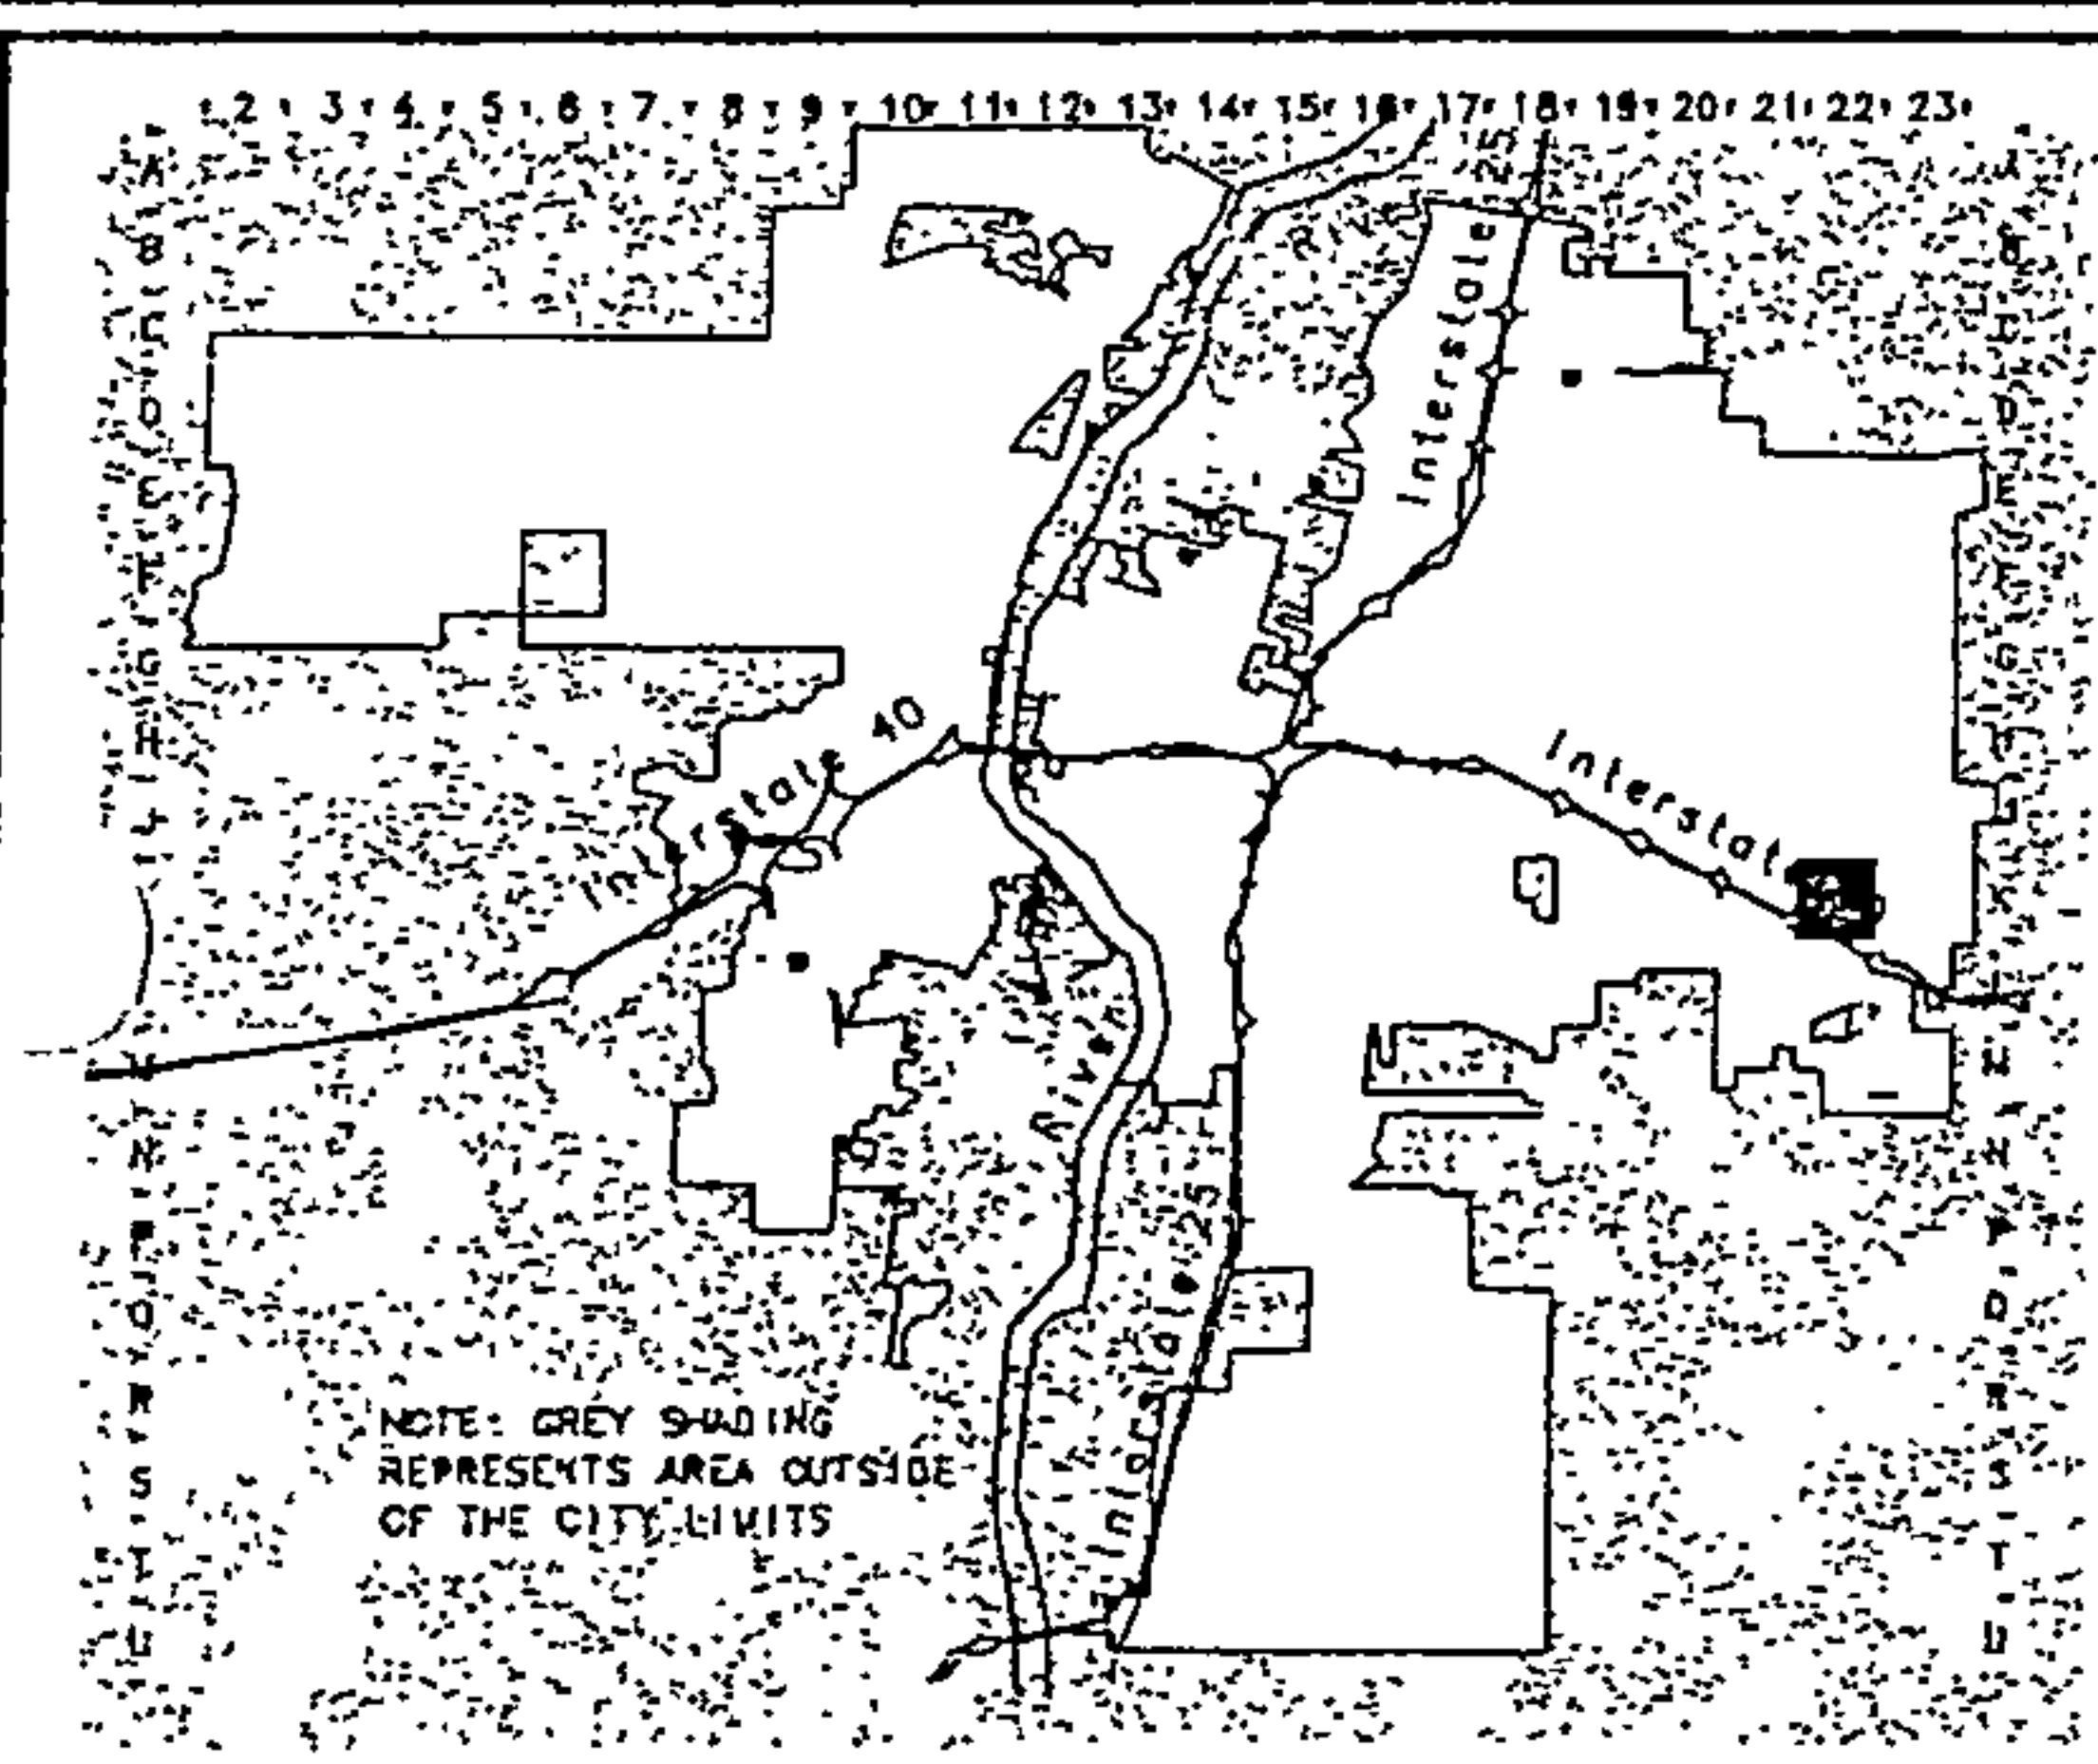 2 3 4 5 6 7 8 9 10 11 12 13 14 15 16 17 18 19 20 21 22 23
A
B
C
D
E
F
G
H
J
K
M
N
P
Q
R
S
T
U
Interstate 25
River
Interstate 40
Interstate
River
Interstate 25
NOTE: GREY SHADING
REPRESENTS AREA OUTSIDE
OF THE CITY LIMITS